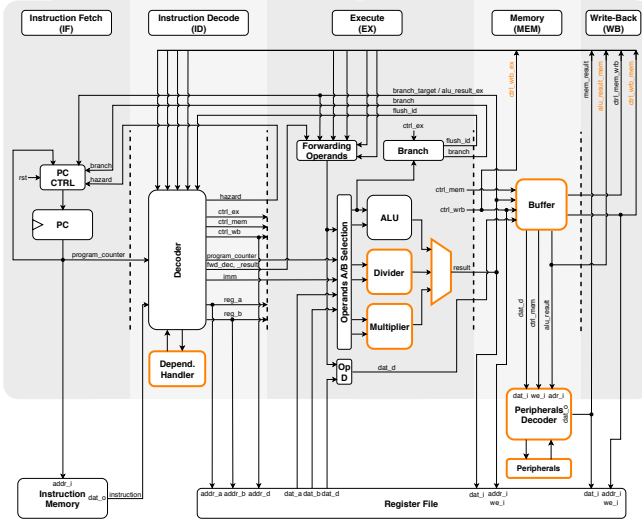 Instruction Fetch
(IF)
Instruction Decode
(ID)
Execute
(EX)
Memory
(MEM)
Write-Back
(WB)
ctrl_wrb_ex
mem_result
alu_result_mem
ctrl_mem_wrb
ctrl_wrb_mem
branch_target / alu_result_ex
branch
flush_id
ctrl_ex
flush_id
branch
Forwarding
Operands
Branch
rst
PC
CTRL
branch
hazard
PC
program_counter
Decoder
hazard
ctrl_ex
ctrl_mem
ctrl_wb
program_counter
fwd_dec, _result
imm
reg_a
reg_b
Operands A/B Selection
ALU
Divider
Multiplier
result
ctrl_mem
ctrl_wrb
Buffer
dat_d
ctrl_mem
alu_result
Depend.
Handler
Op
D
dat_d
dat_i
we_i
adr_i
Peripherals
Decoder
dat_o
Peripherals
addr_i
Instruction
Memory
dat_o
instruction
addr_a
addr_b
addr_d
dat_a
dat_b
dat_d
Register File
dat_i
addr_i
we_i
dat_i
addr_i
we_i